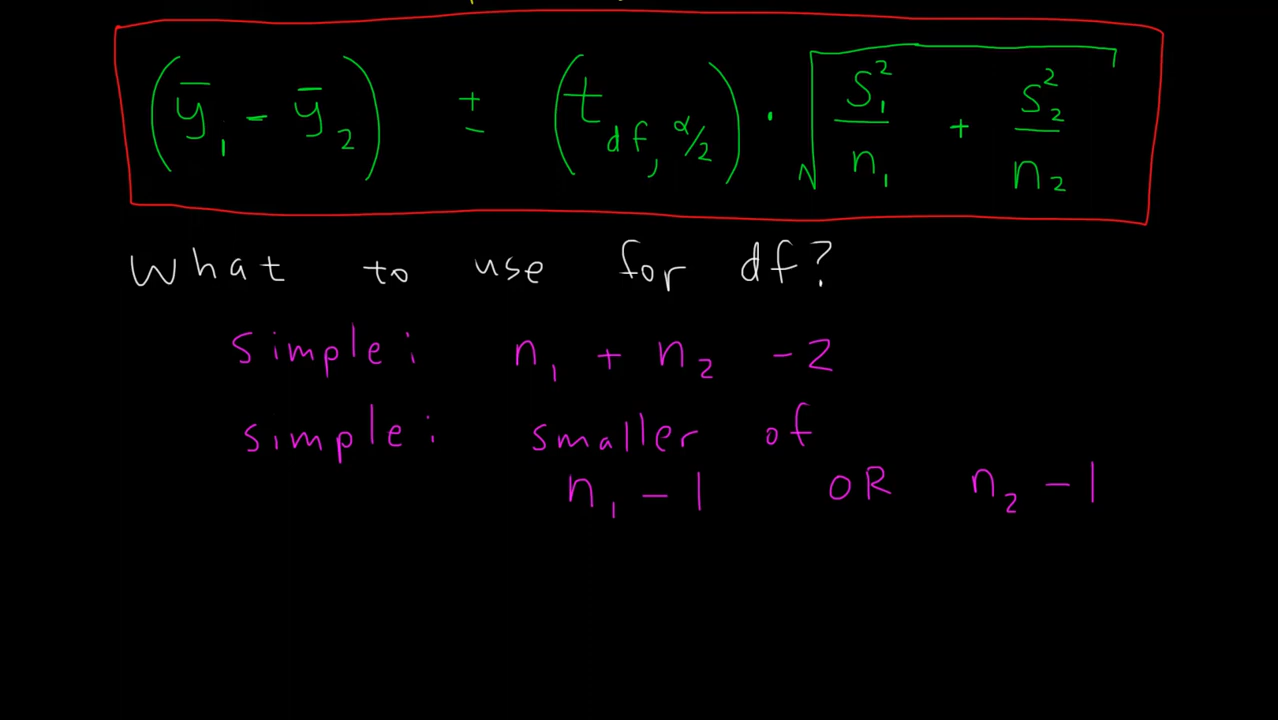 (ȳ₁ - ȳ₂) ± (t df, α/2) · √(S₁²/n₁ + S₂²/n₂)
What to use for df?
simple: n₁ + n₂ - 2
simple: smaller of
n₁ - 1 OR n₂ - 1